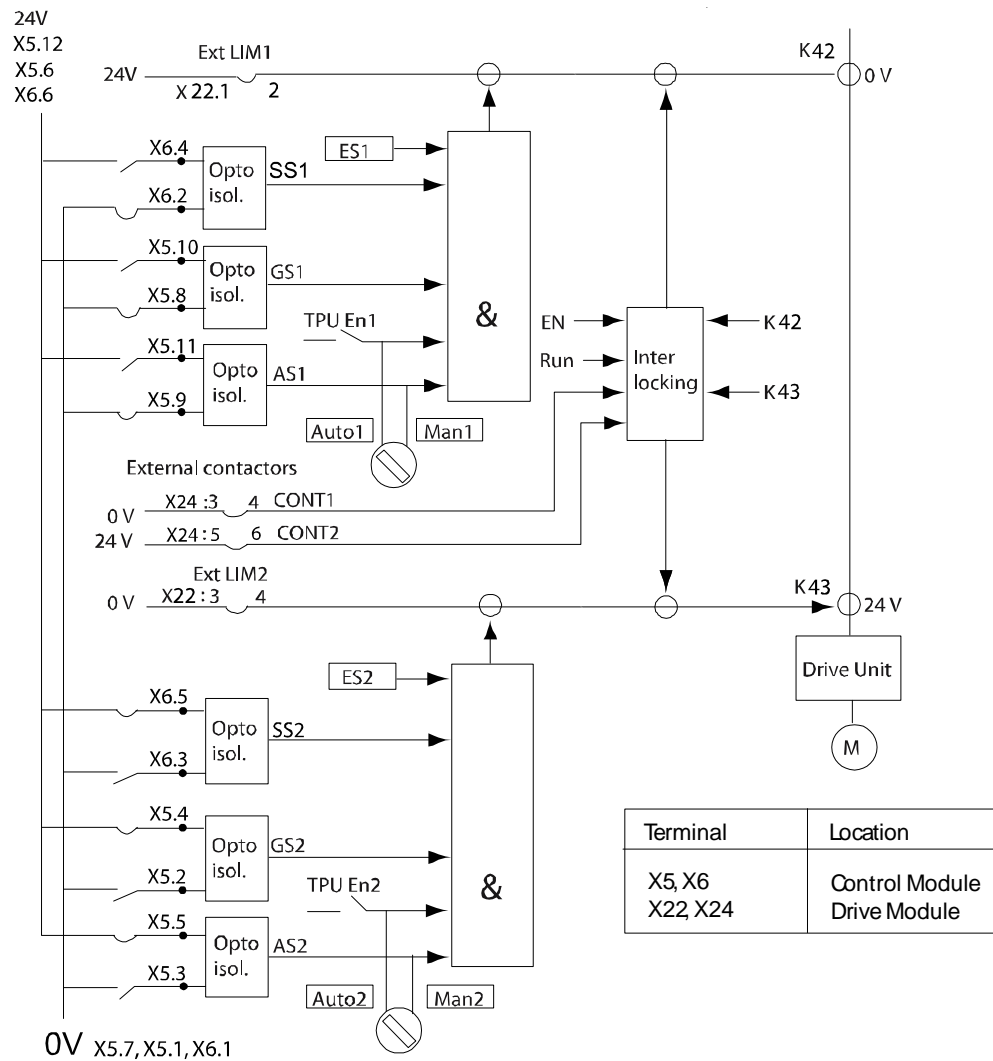 24V
X5.12
X5.6
X6.6
Ext LIM1
24V
X 22.1 2
K42
0 V
X6.4
Opto isol.
SS1
ES1
X6.2
X5.10
Opto isol.
GS1
X5.8
&
TPU En1
X5.11
Opto isol.
AS1
X5.9
Auto1
Man1
EN
Run
Inter locking
K42
K43
External contactors
0 V X24 :3 4 CONT1
24 V X24 : 5 6 CONT2
Ext LIM2
0 V X22 : 3 4
K43
24 V
Drive Unit
M
ES2
X6.5
Opto isol.
SS2
X6.3
X5.4
Opto isol.
GS2
X5.2
&
TPU En2
X5.5
Opto isol.
AS2
X5.3
Auto2
Man2
0V X5.7, X5.1, X6.1
Terminal Location
X5, X6 Control Module
X22, X24 Drive Module